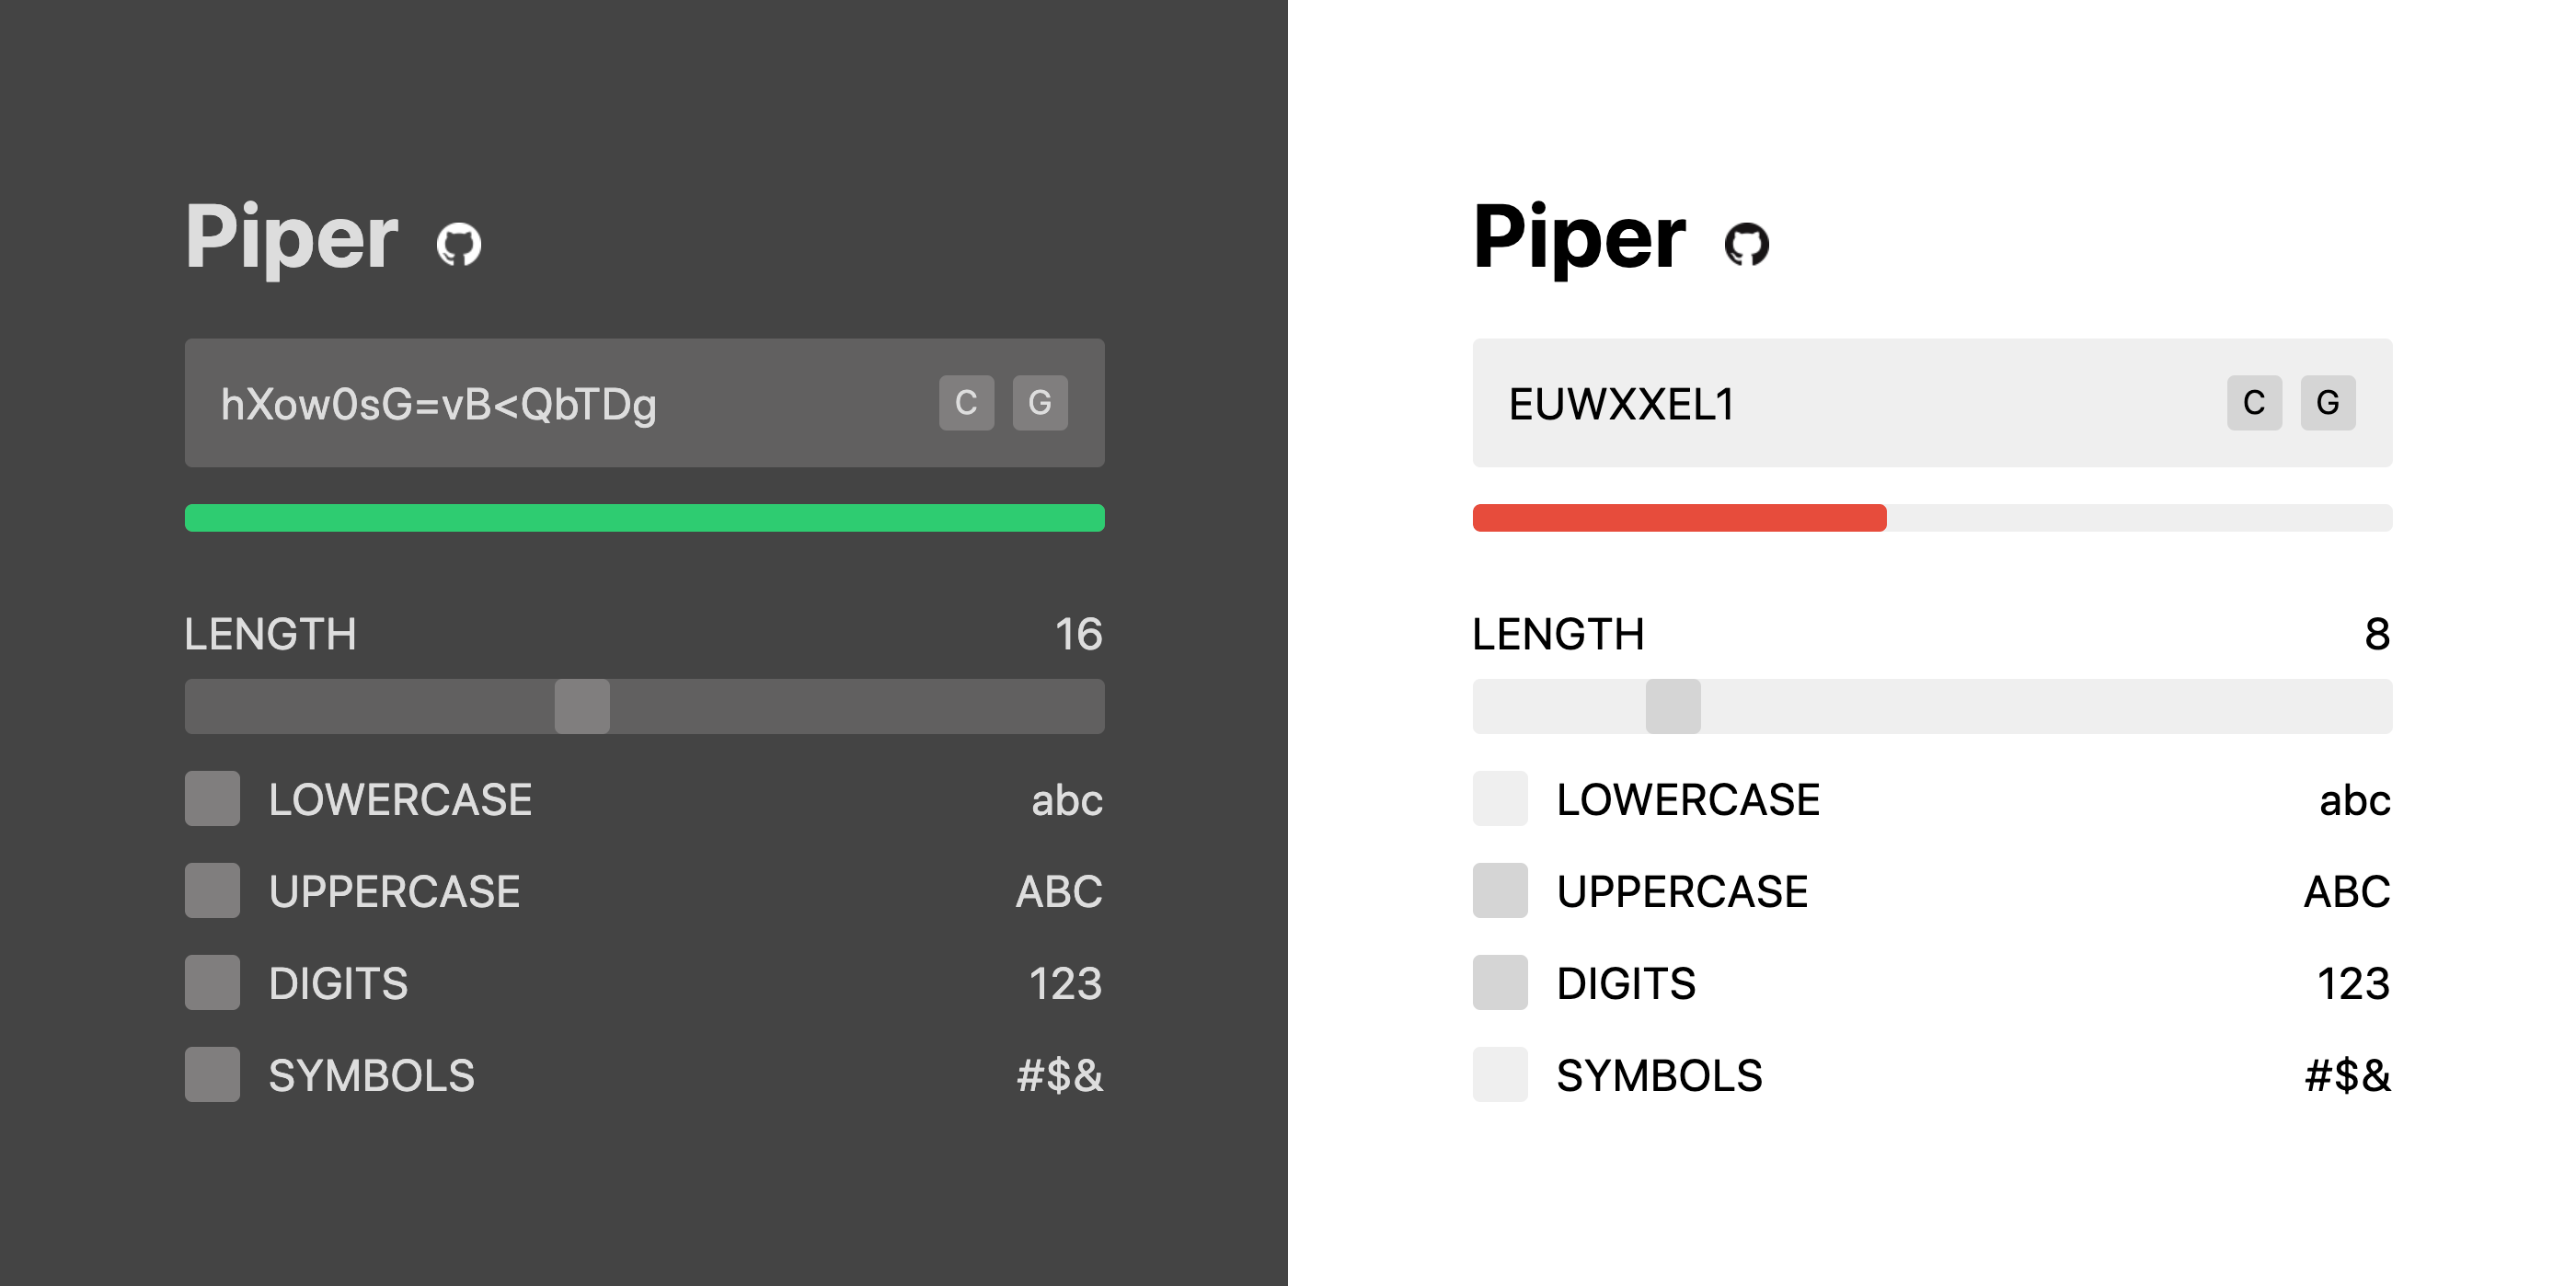 Piper
hXow0sG=vB<QbTDg C G
LENGTH 16
LOWERCASE abc
UPPERCASE ABC
DIGITS 123
SYMBOLS #$&
Piper
EUWXXEL1 C G
LENGTH 8
LOWERCASE abc
UPPERCASE ABC
DIGITS 123
SYMBOLS #$&